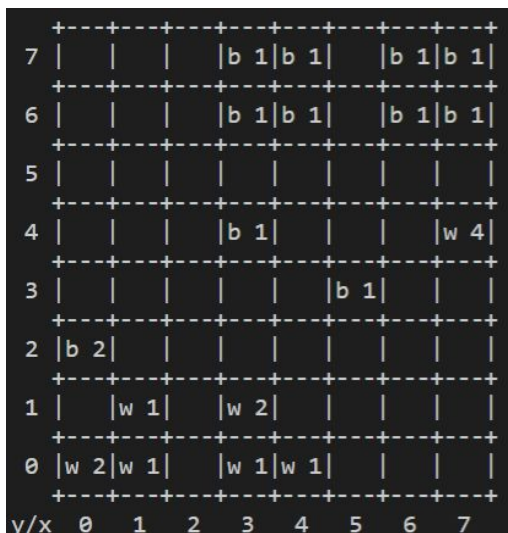 +---+---+---+---+---+---+---+---+
7 |   |   |   |b 1|b 1|   |b 1|b 1|
+---+---+---+---+---+---+---+---+
6 |   |   |   |b 1|b 1|   |b 1|b 1|
+---+---+---+---+---+---+---+---+
5 |   |   |   |   |   |   |   |   |
+---+---+---+---+---+---+---+---+
4 |   |   |   |b 1|   |   |   |w 4|
+---+---+---+---+---+---+---+---+
3 |   |   |   |   |   |b 1|   |   |
+---+---+---+---+---+---+---+---+
2 |b 2|   |   |   |   |   |   |   |
+---+---+---+---+---+---+---+---+
1 |   |w 1|   |w 2|   |   |   |   |
+---+---+---+---+---+---+---+---+
0 |w 2|w 1|   |w 1|w 1|   |   |   |
+---+---+---+---+---+---+---+---+
y/x  0   1   2   3   4   5   6   7